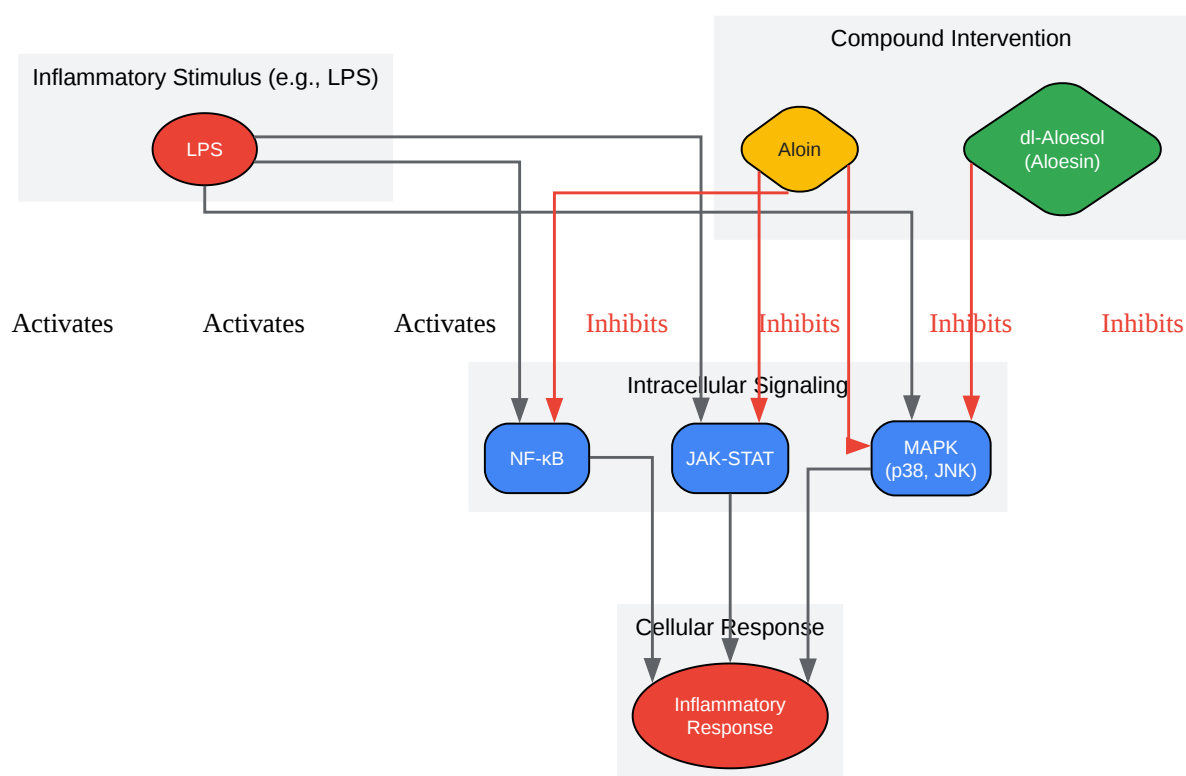 Compound Intervention
Inflammatory Stimulus (e.g., LPS)
LPS
Aloin
dl-Aloesol
(Aloesin)
Activates
Activates
Activates
Inhibits
Inhibits
Inhibits
Inhibits
Intracellular Signaling
NF-κB
JAK-STAT
MAPK
(p38, JNK)
Cellular Response
Inflammatory
Response